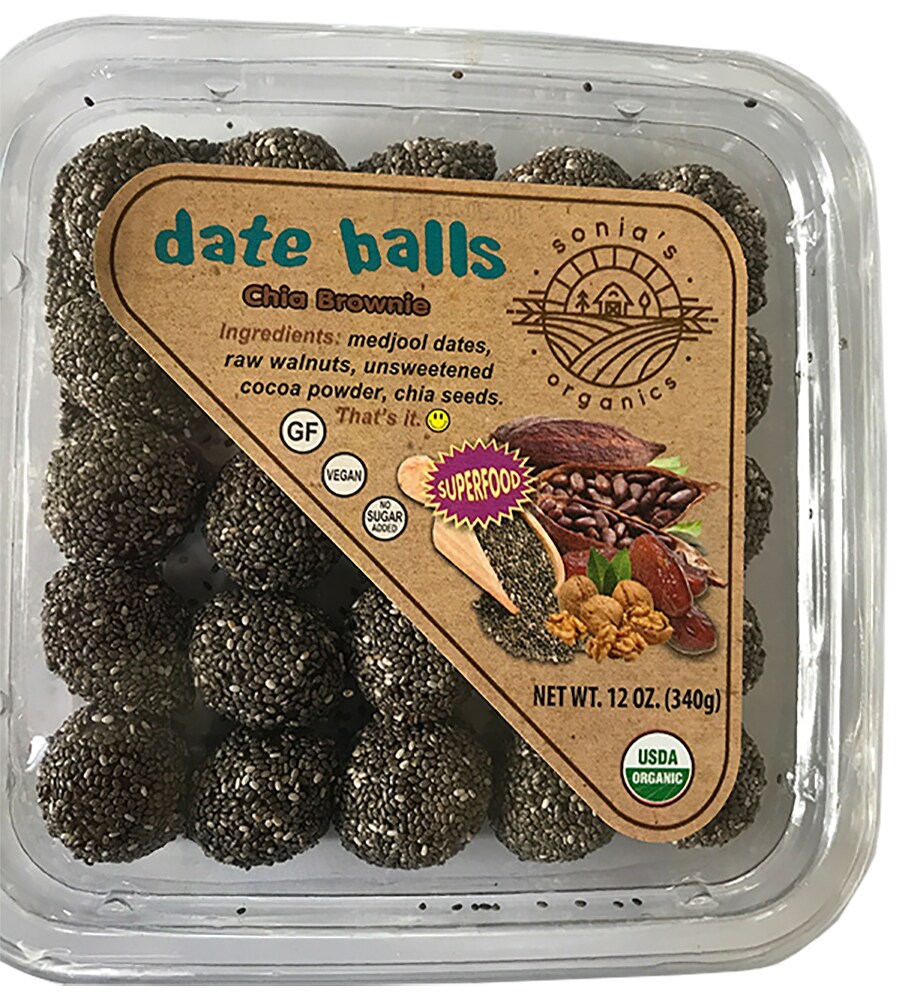 date balls
Chia Brownie
Ingredients: medjool dates,
raw walnuts, unsweetened
cocoa powder, chia seeds.
That's it.
sonia's
organics
GF
VEGAN
NO
SUGAR
ADDED
SUPERFOOD
NET WT. 12 OZ. (340g)
USDA
ORGANIC